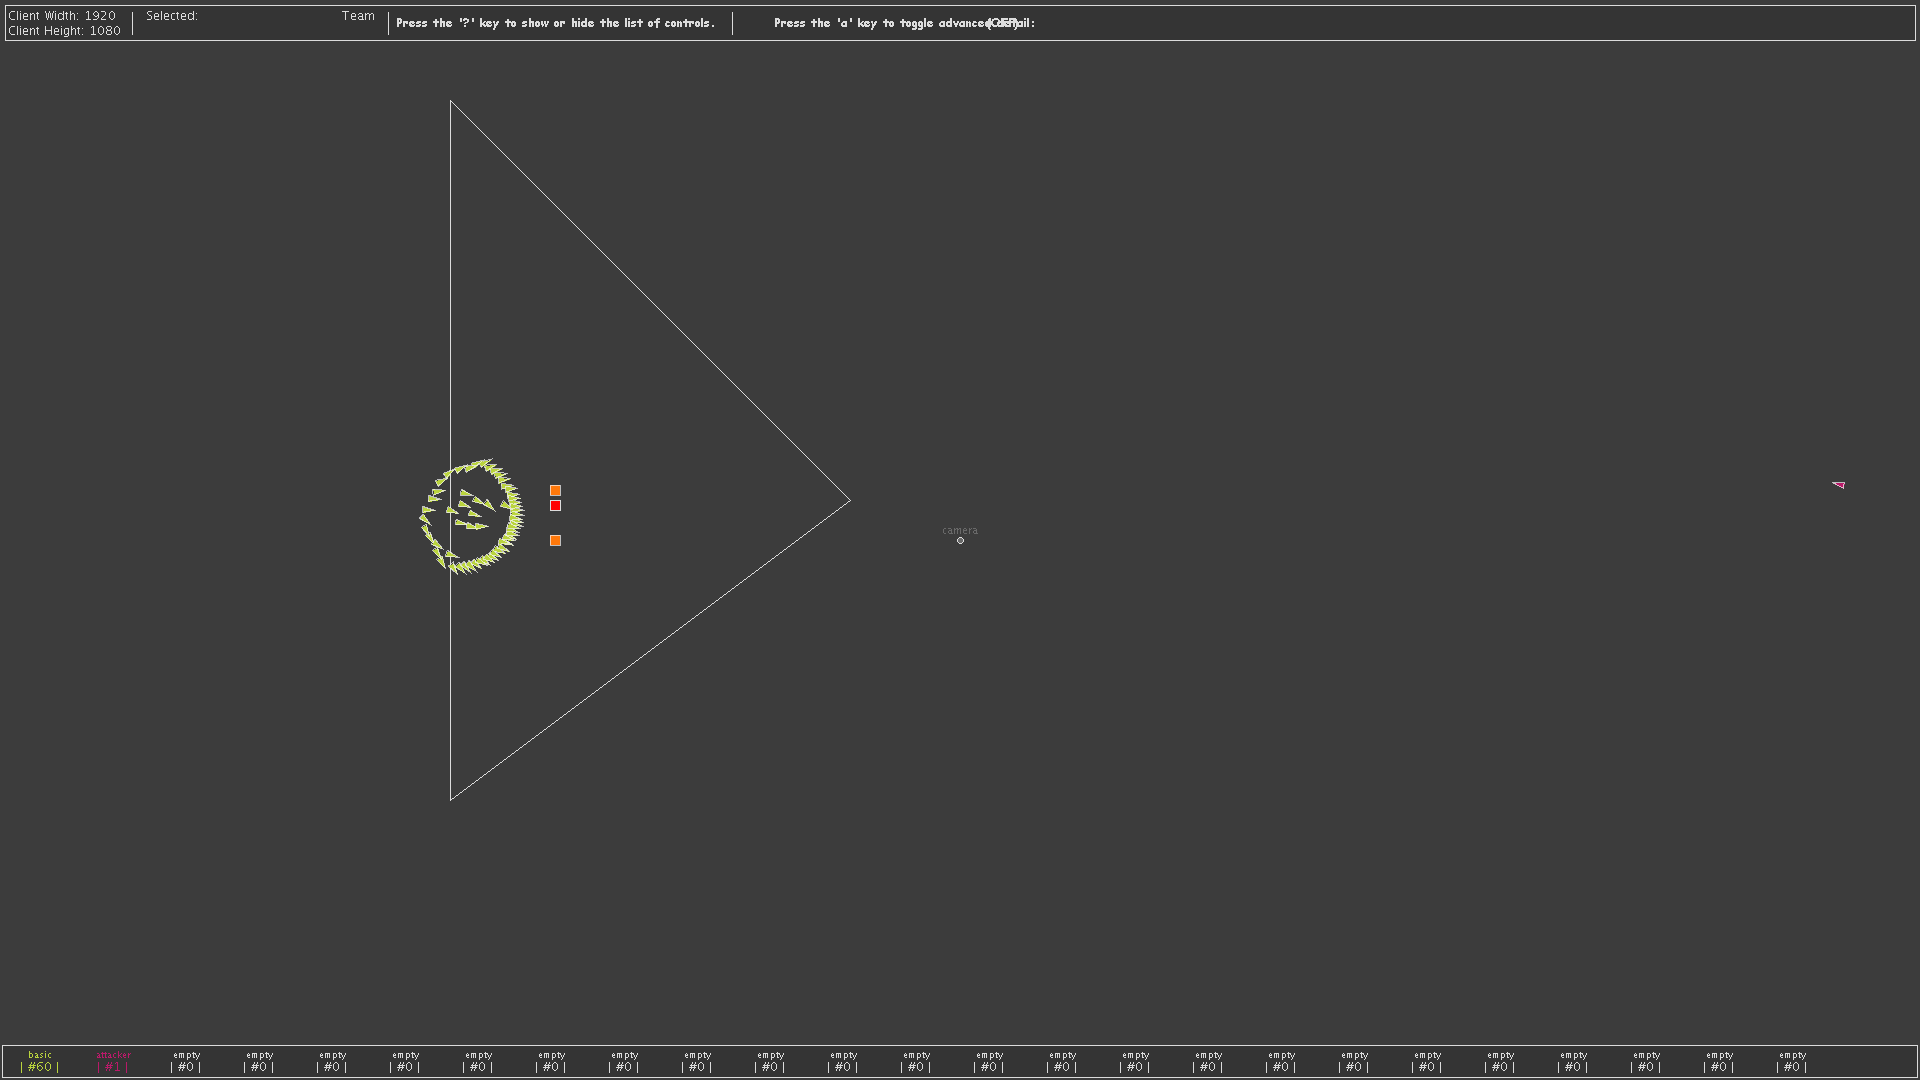 Client Width: 1920
Client Height: 1080
Selected:
Team
Press the '?' key to show or hide the list of controls.
Press the 'a' key to toggle advanced detail:
(OFF)
camera
basic
| #60 |
attacker
| #1 |
empty
| #0 |
empty
| #0 |
empty
| #0 |
empty
| #0 |
empty
| #0 |
empty
| #0 |
empty
| #0 |
empty
| #0 |
empty
| #0 |
empty
| #0 |
empty
| #0 |
empty
| #0 |
empty
| #0 |
empty
| #0 |
empty
| #0 |
empty
| #0 |
empty
| #0 |
empty
| #0 |
empty
| #0 |
empty
| #0 |
empty
| #0 |
empty
| #0 |
empty
| #0 |